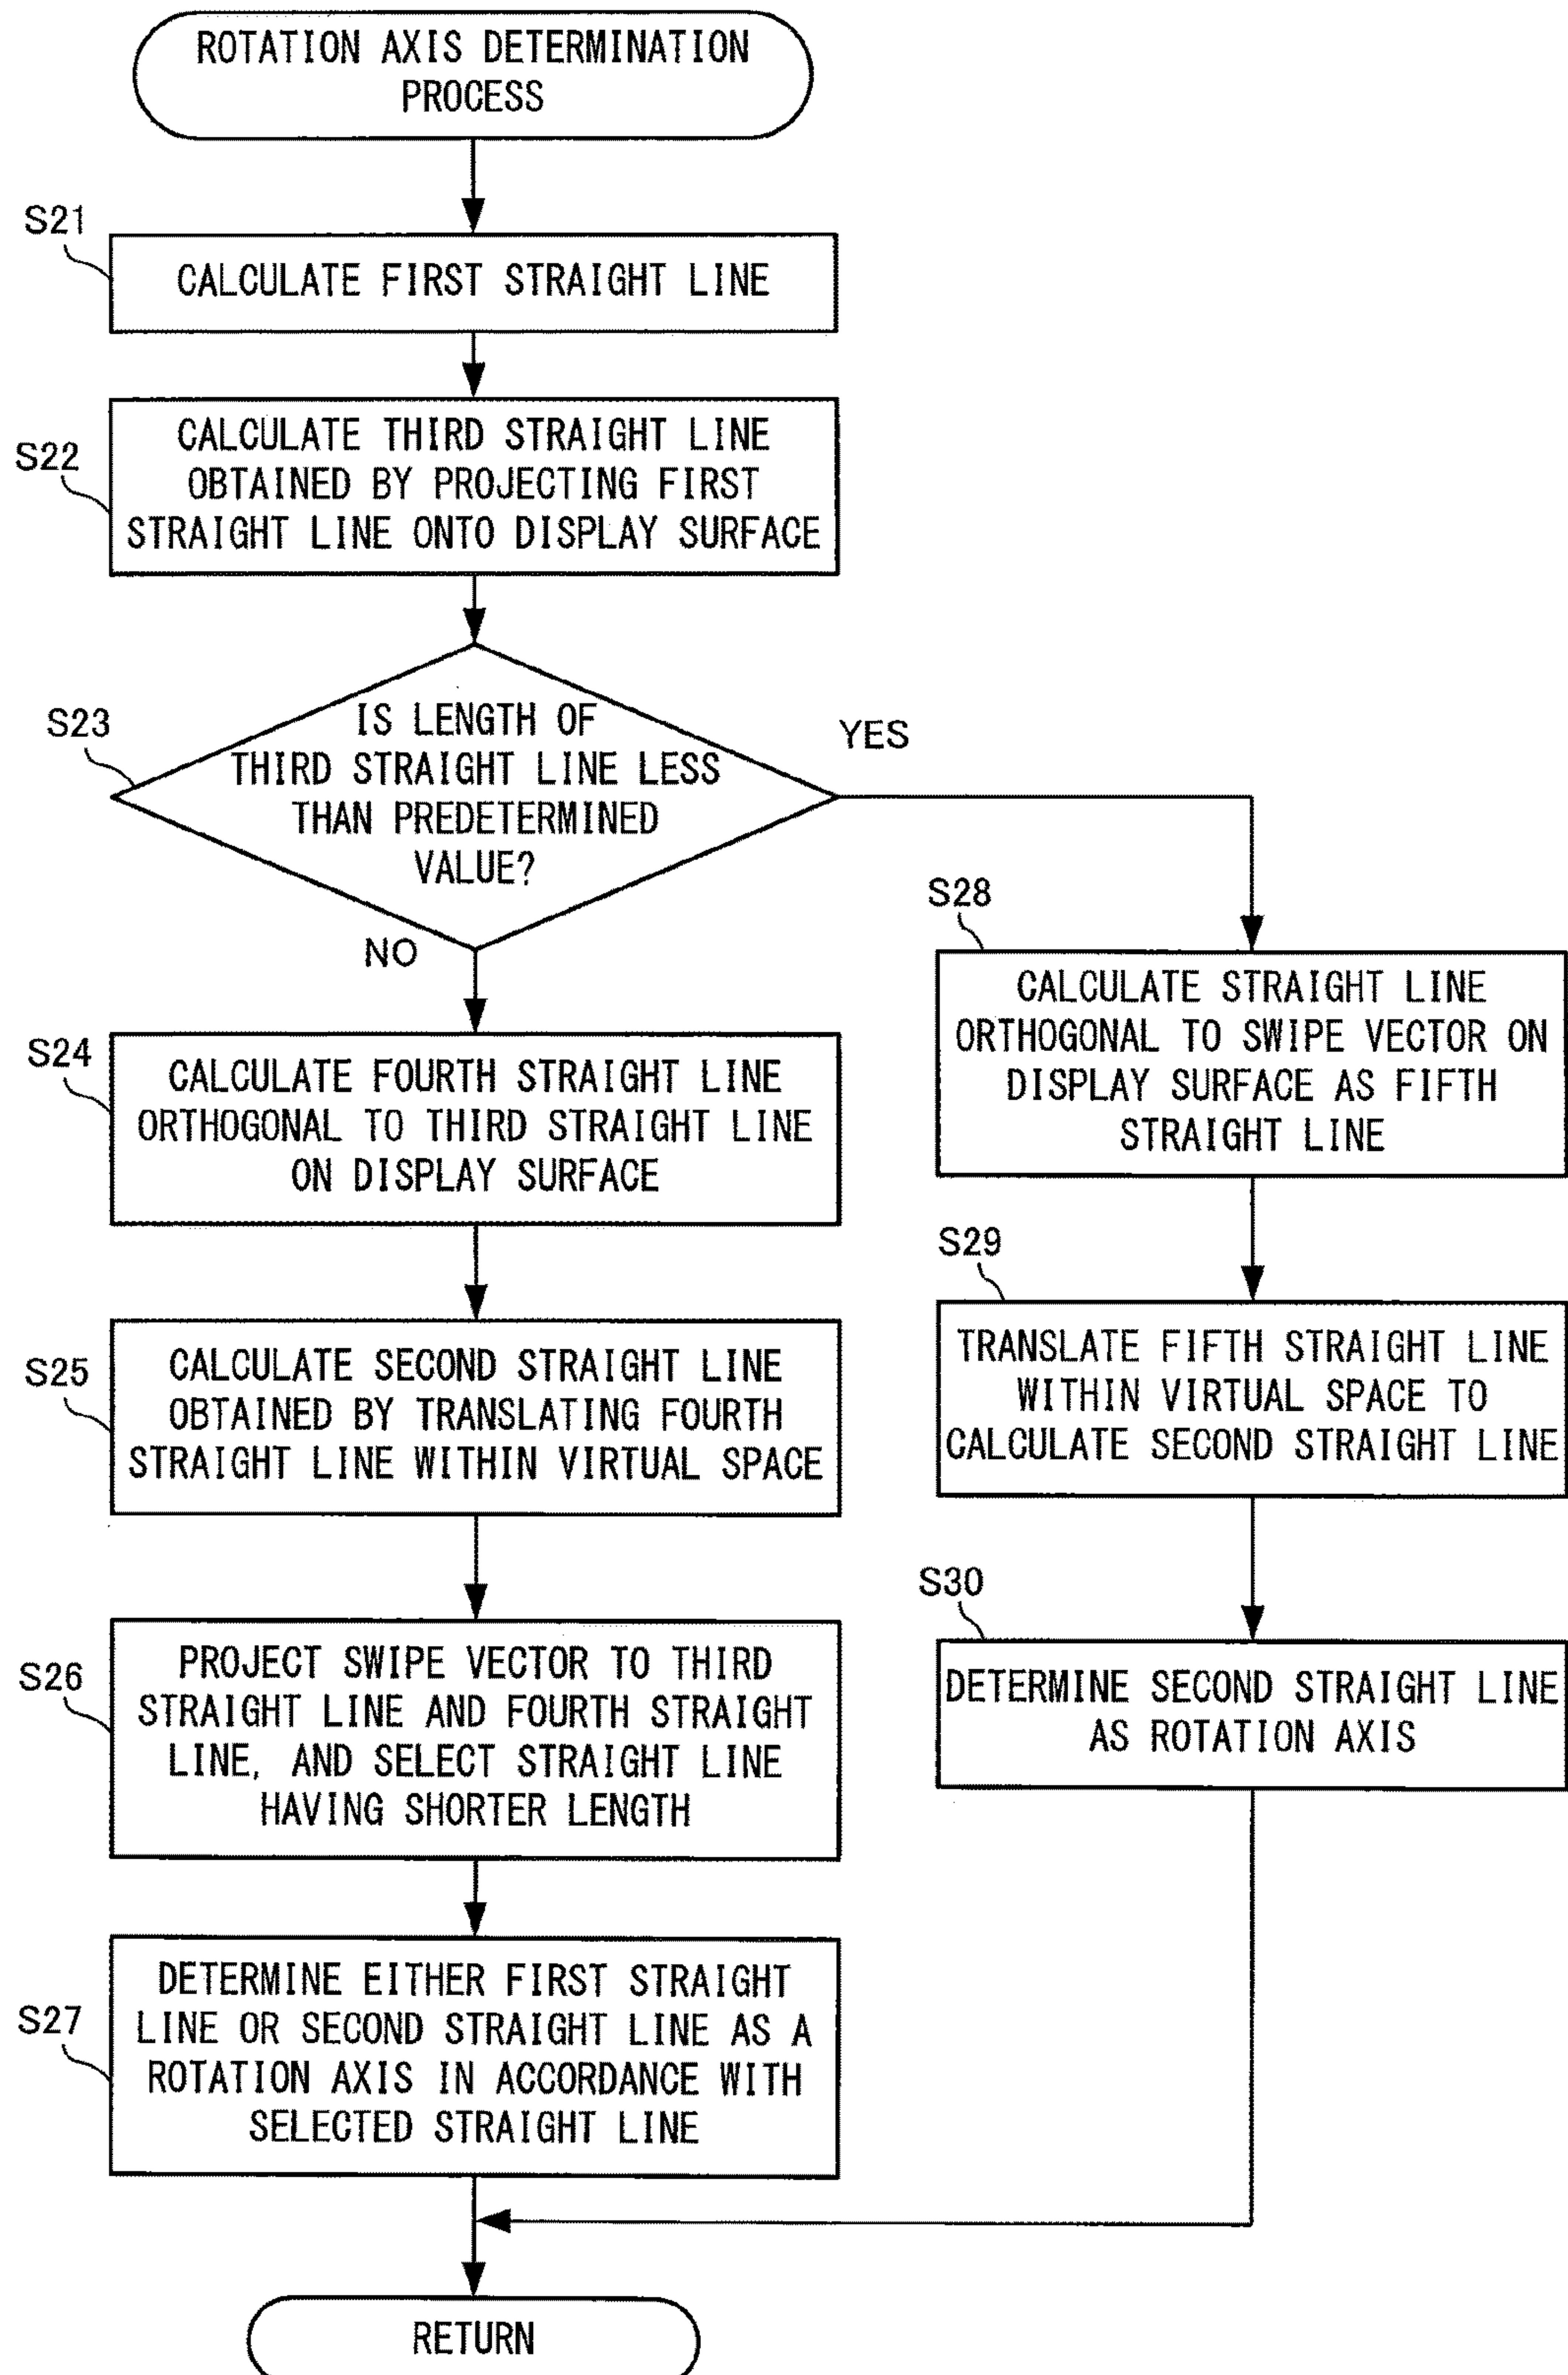 ROTATION AXIS DETERMINATION
PROCESS
S21
CALCULATE FIRST STRAIGHT LINE
S22
CALCULATE THIRD STRAIGHT LINE
OBTAINED BY PROJECTING FIRST
STRAIGHT LINE ONTO DISPLAY SURFACE
S23
IS LENGTH OF
THIRD STRAIGHT LINE LESS
THAN PREDETERMINED
VALUE?
YES
NO
S24
CALCULATE FOURTH STRAIGHT LINE
ORTHOGONAL TO THIRD STRAIGHT LINE
ON DISPLAY SURFACE
S25
CALCULATE SECOND STRAIGHT LINE
OBTAINED BY TRANSLATING FOURTH
STRAIGHT LINE WITHIN VIRTUAL SPACE
S26
PROJECT SWIPE VECTOR TO THIRD
STRAIGHT LINE AND FOURTH STRAIGHT
LINE, AND SELECT STRAIGHT LINE
HAVING SHORTER LENGTH
S27
DETERMINE EITHER FIRST STRAIGHT
LINE OR SECOND STRAIGHT LINE AS A
ROTATION AXIS IN ACCORDANCE WITH
SELECTED STRAIGHT LINE
S28
CALCULATE STRAIGHT LINE
ORTHOGONAL TO SWIPE VECTOR ON
DISPLAY SURFACE AS FIFTH
STRAIGHT LINE
S29
TRANSLATE FIFTH STRAIGHT LINE
WITHIN VIRTUAL SPACE TO
CALCULATE SECOND STRAIGHT LINE
S30
DETERMINE SECOND STRAIGHT LINE
AS ROTATION AXIS
RETURN